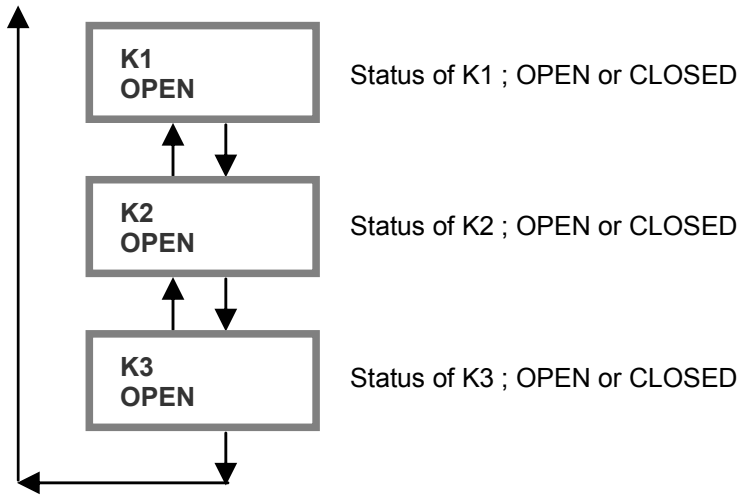 K1
OPEN
Status of K1 ; OPEN or CLOSED
K2
OPEN
Status of K2 ; OPEN or CLOSED
K3
OPEN
Status of K3 ; OPEN or CLOSED